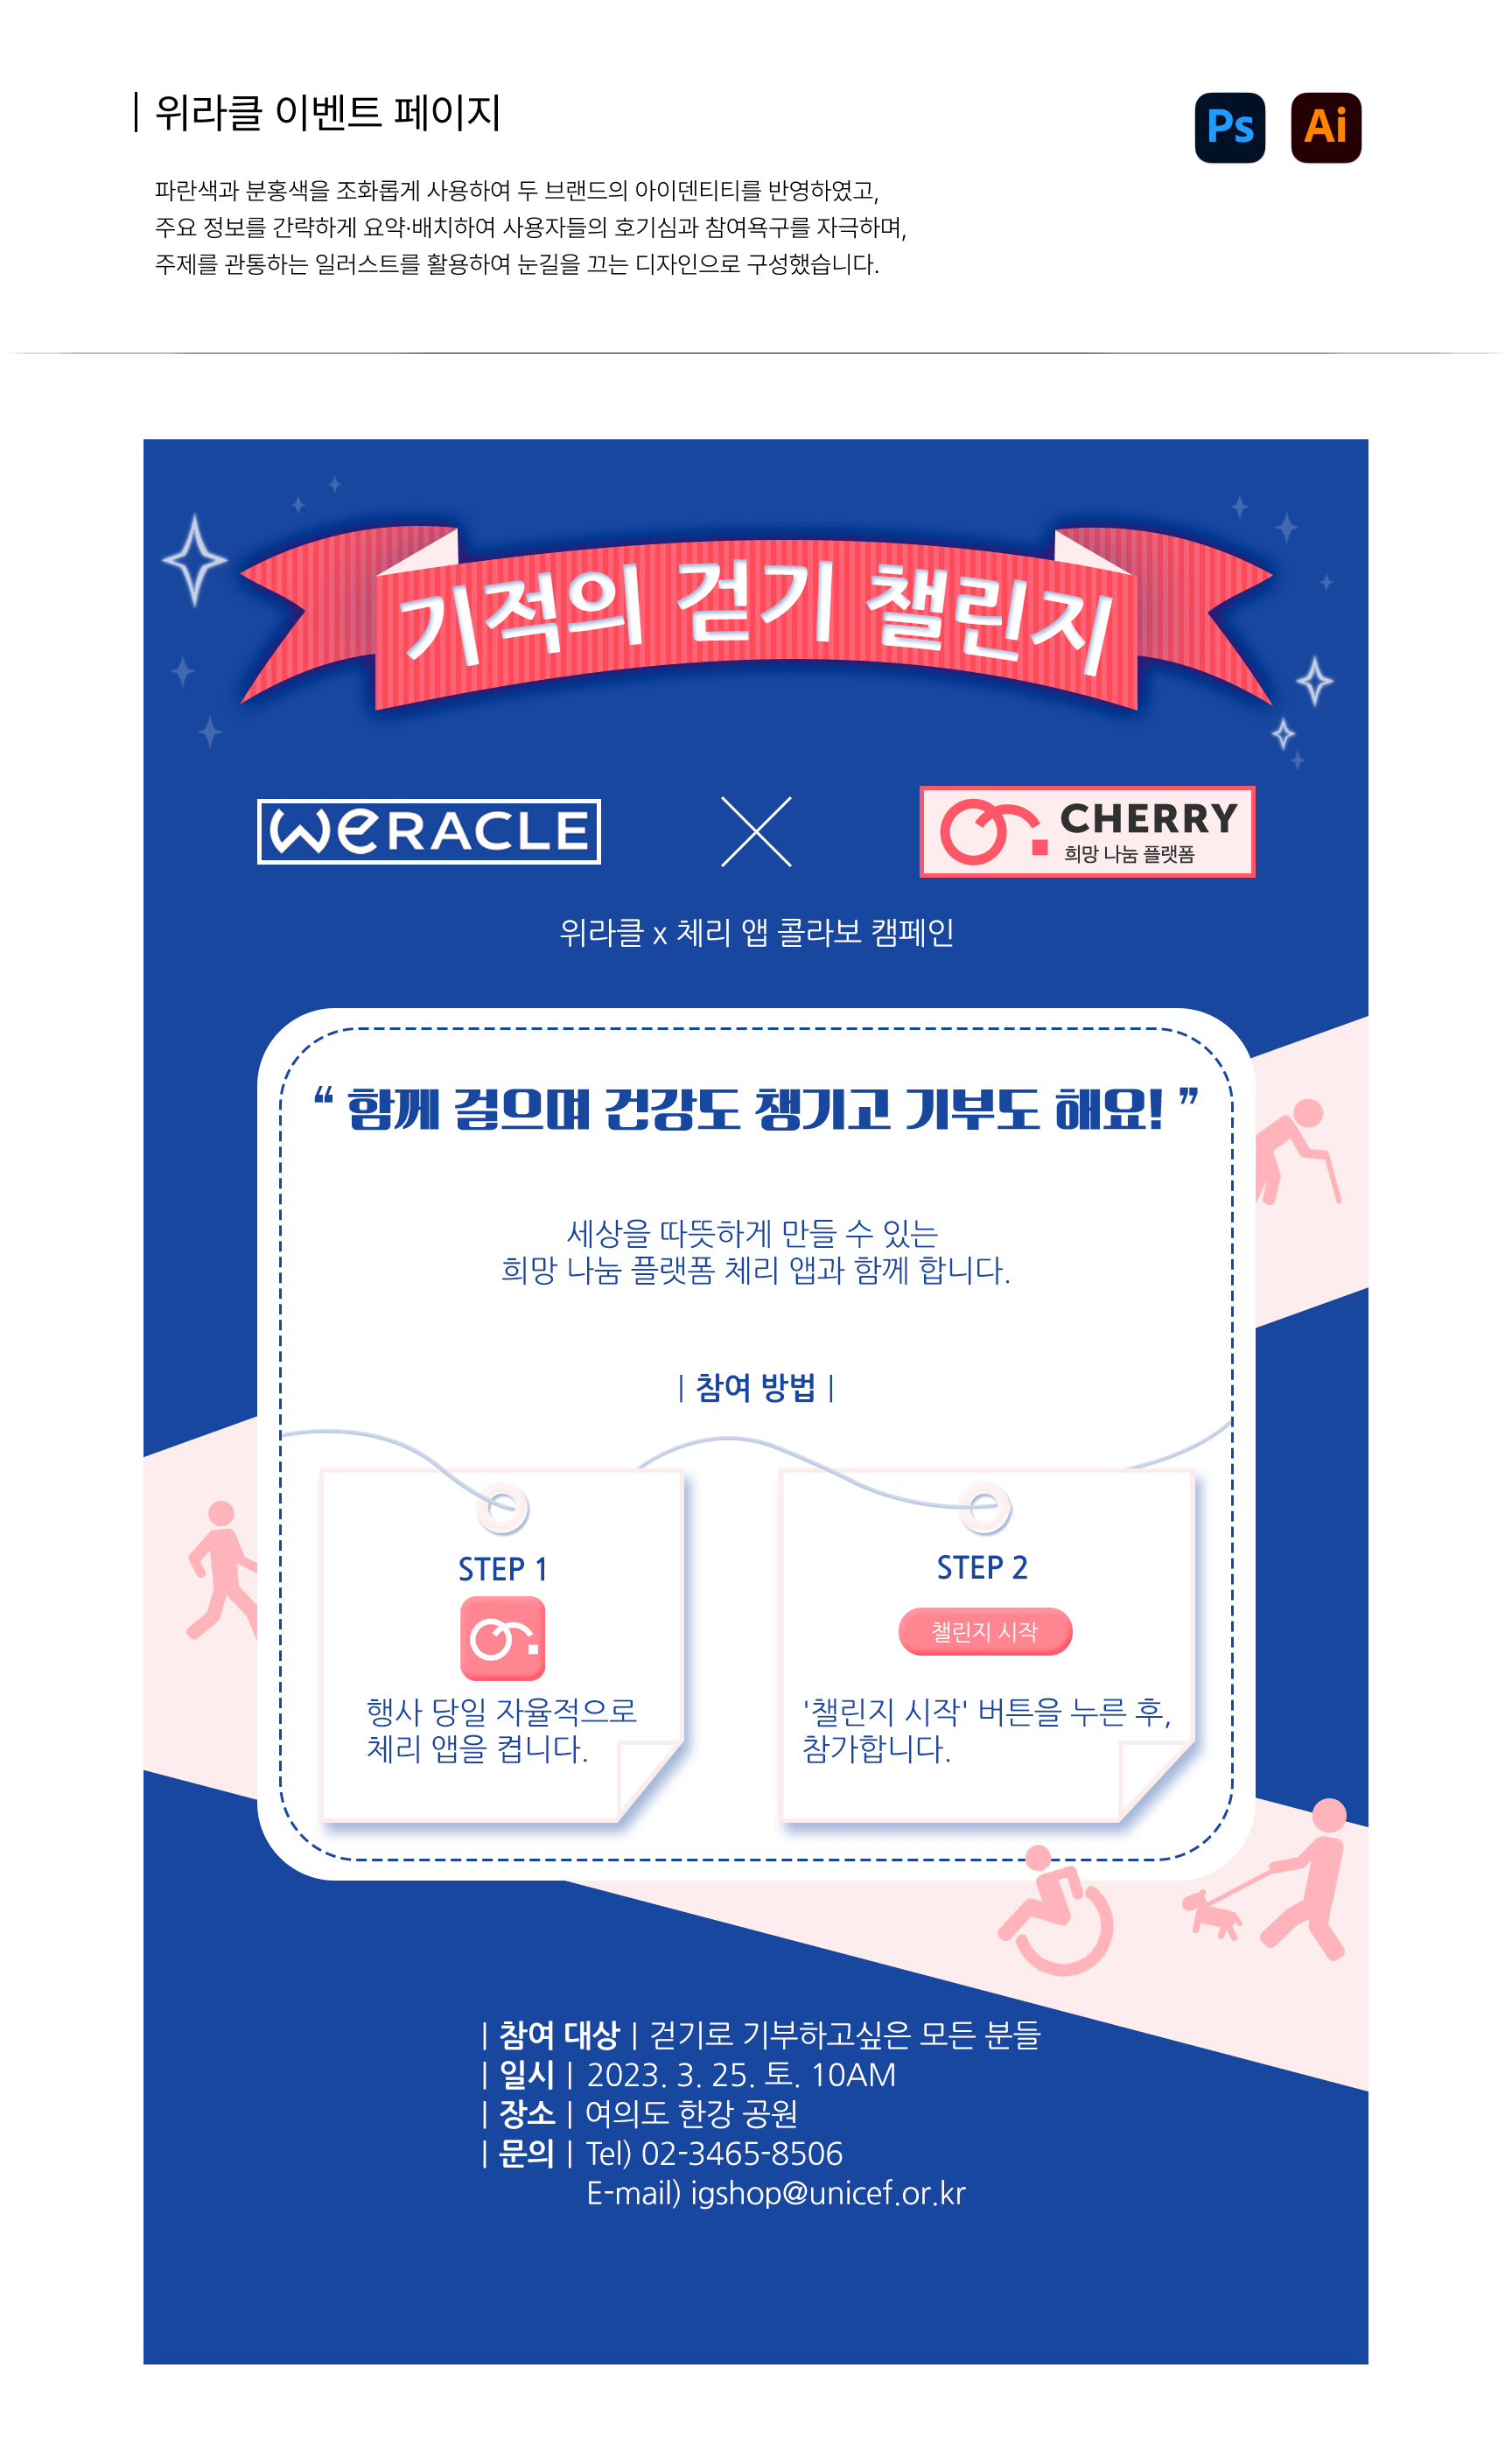 위라클 이벤트 페이지
Ps Ai
파란색과 분홍색을 조화롭게 사용하여 두 브랜드의 아이덴티티를 반영하였고,
주요 정보를 간략하게 요약·배치하여 사용자들의 호기심과 참여욕구를 자극하며,
주제를 관통하는 일러스트를 활용하여 눈길을 끄는 디자인으로 구성했습니다.
기적의 걷기 챌린지
WERACLE
CHERRY
희망 나눔 플랫폼
위라클 x 체리 앱 콜라보 캠페인
“ 함께 걸으며 건강도 챙기고 기부도 해요! ”
세상을 따뜻하게 만들 수 있는
희망 나눔 플랫폼 체리 앱과 함께 합니다.
| 참여 방법 |
STEP 1
행사 당일 자율적으로
체리 앱을 켭니다.
STEP 2
챌린지 시작
'챌린지 시작' 버튼을 누른 후,
참가합니다.
| 참여 대상 | 걷기로 기부하고싶은 모든 분들
| 일시 | 2023. 3. 25. 토. 10AM
| 장소 | 여의도 한강 공원
| 문의 | Tel) 02-3465-8506
E-mail) igshop@unicef.or.kr